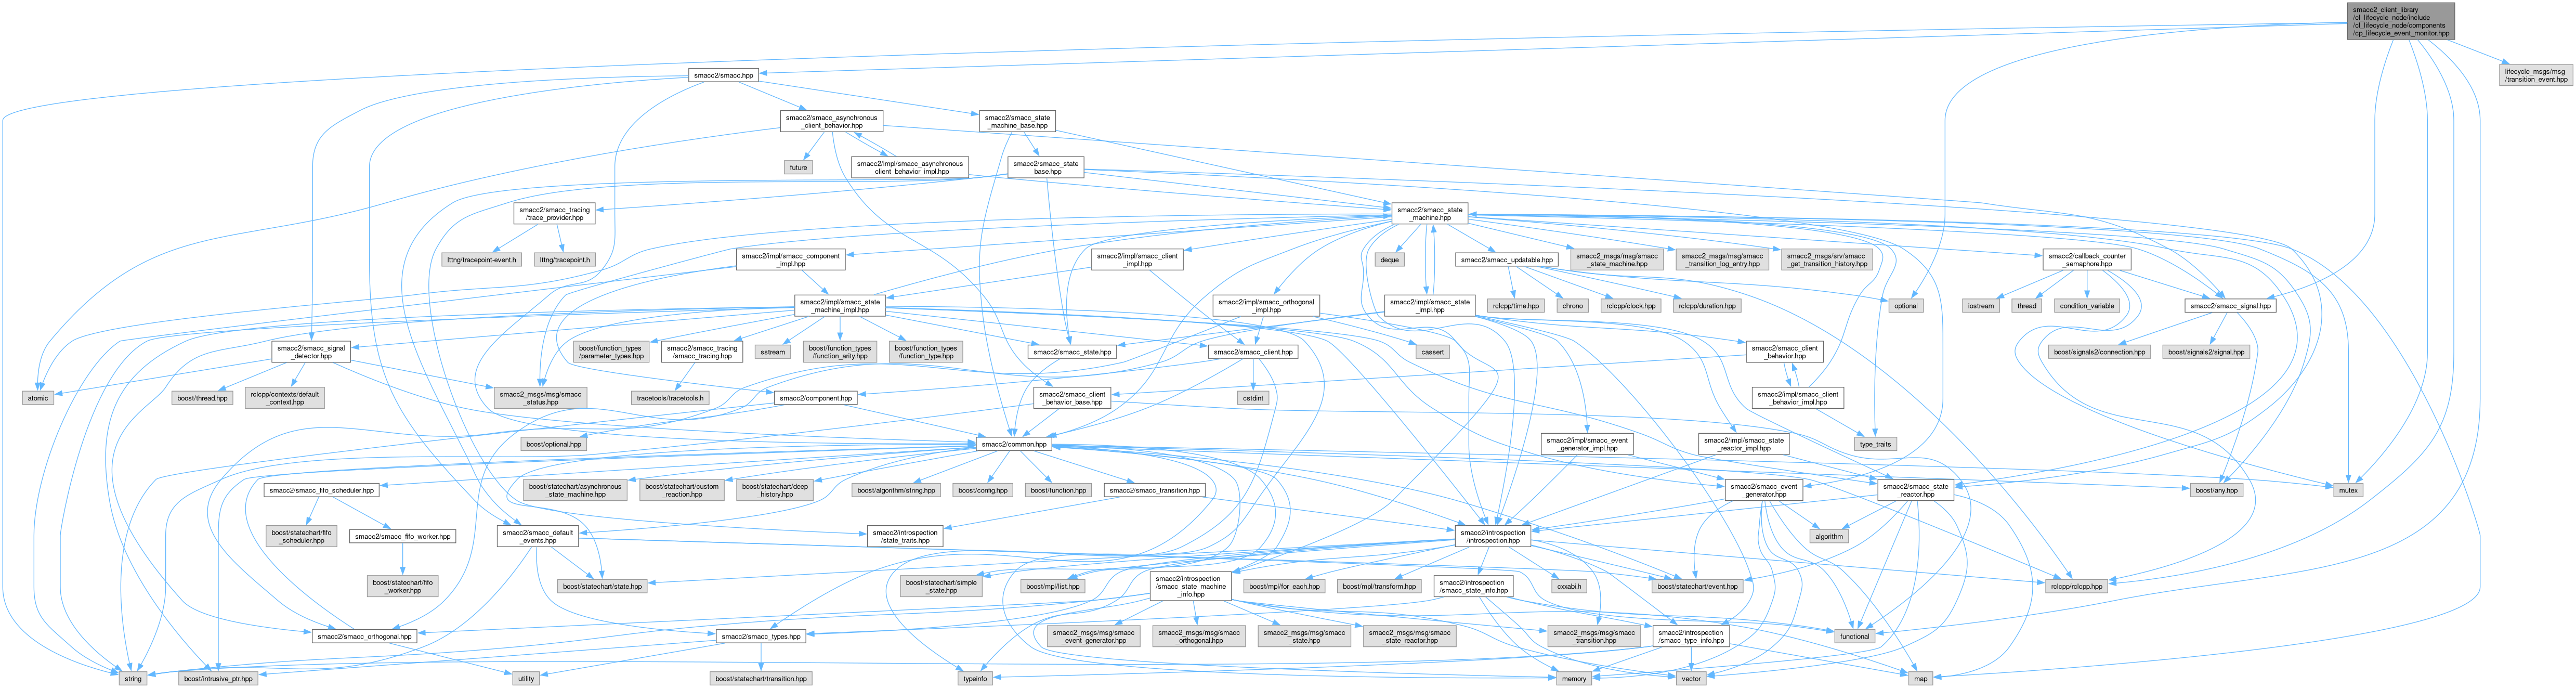 smacc2_client_library
/cl_lifecycle_node/include
/cl_lifecycle_node/components
/cp_lifecycle_event_monitor.hpp
smacc2/smacc.hpp
lifecycle_msgs/msg
/transition_event.hpp
smacc2/smacc_asynchronous
_client_behavior.hpp
smacc2/smacc_state
_machine_base.hpp
future
smacc2/impl/smacc_asynchronous
_client_behavior_impl.hpp
smacc2/smacc_state
_base.hpp
smacc2/smacc_tracing
/trace_provider.hpp
smacc2/smacc_state
_machine.hpp
lttng/tracepoint-event.h
lttng/tracepoint.h
smacc2/impl/smacc_component
_impl.hpp
smacc2/impl/smacc_client
_impl.hpp
deque
smacc2/smacc_updatable.hpp
smacc2_msgs/msg/smacc
_state_machine.hpp
smacc2_msgs/msg/smacc
_transition_log_entry.hpp
smacc2_msgs/srv/smacc
_get_transition_history.hpp
smacc2/callback_counter
_semaphore.hpp
smacc2/impl/smacc_state
_machine_impl.hpp
smacc2/impl/smacc_orthogonal
_impl.hpp
smacc2/impl/smacc_state
_impl.hpp
rclcpp/time.hpp
chrono
rclcpp/clock.hpp
rclcpp/duration.hpp
optional
iostream
thread
condition_variable
smacc2/smacc_signal.hpp
smacc2/smacc_signal
_detector.hpp
boost/function_types
/parameter_types.hpp
smacc2/smacc_tracing
/smacc_tracing.hpp
sstream
boost/function_types
/function_arity.hpp
boost/function_types
/function_type.hpp
smacc2/smacc_state.hpp
smacc2/smacc_client.hpp
cassert
smacc2/smacc_client
_behavior.hpp
boost/signals2/connection.hpp
boost/signals2/signal.hpp
atomic
boost/thread.hpp
rclcpp/contexts/default
_context.hpp
smacc2_msgs/msg/smacc
_status.hpp
tracetools/tracetools.h
smacc2/component.hpp
smacc2/smacc_client
_behavior_base.hpp
cstdint
smacc2/impl/smacc_client
_behavior_impl.hpp
boost/optional.hpp
smacc2/common.hpp
smacc2/impl/smacc_event
_generator_impl.hpp
smacc2/impl/smacc_state
_reactor_impl.hpp
type_traits
smacc2/smacc_fifo_scheduler.hpp
boost/statechart/asynchronous
_state_machine.hpp
boost/statechart/custom
_reaction.hpp
boost/statechart/deep
_history.hpp
boost/algorithm/string.hpp
boost/config.hpp
boost/function.hpp
smacc2/smacc_transition.hpp
smacc2/smacc_event
_generator.hpp
smacc2/smacc_state
_reactor.hpp
boost/any.hpp
mutex
boost/statechart/fifo
_scheduler.hpp
smacc2/smacc_fifo_worker.hpp
smacc2/smacc_default
_events.hpp
smacc2/introspection
/state_traits.hpp
smacc2/introspection
/introspection.hpp
algorithm
boost/statechart/fifo
_worker.hpp
boost/statechart/state.hpp
boost/statechart/simple
_state.hpp
boost/mpl/list.hpp
smacc2/introspection
/smacc_state_machine
_info.hpp
boost/mpl/for_each.hpp
boost/mpl/transform.hpp
smacc2/introspection
/smacc_state_info.hpp
cxxabi.h
boost/statechart/event.hpp
rclcpp/rclcpp.hpp
smacc2/smacc_orthogonal.hpp
smacc2/smacc_types.hpp
smacc2_msgs/msg/smacc
_event_generator.hpp
smacc2_msgs/msg/smacc
_orthogonal.hpp
smacc2_msgs/msg/smacc
_state.hpp
smacc2_msgs/msg/smacc
_state_reactor.hpp
smacc2_msgs/msg/smacc
_transition.hpp
smacc2/introspection
/smacc_type_info.hpp
functional
string
boost/intrusive_ptr.hpp
utility
boost/statechart/transition.hpp
typeinfo
memory
vector
map